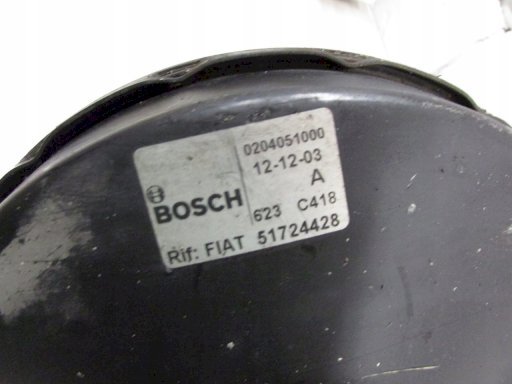 0204051000
12-12-03
A
BOSCH
623 C418
Rif: FIAT 51724428